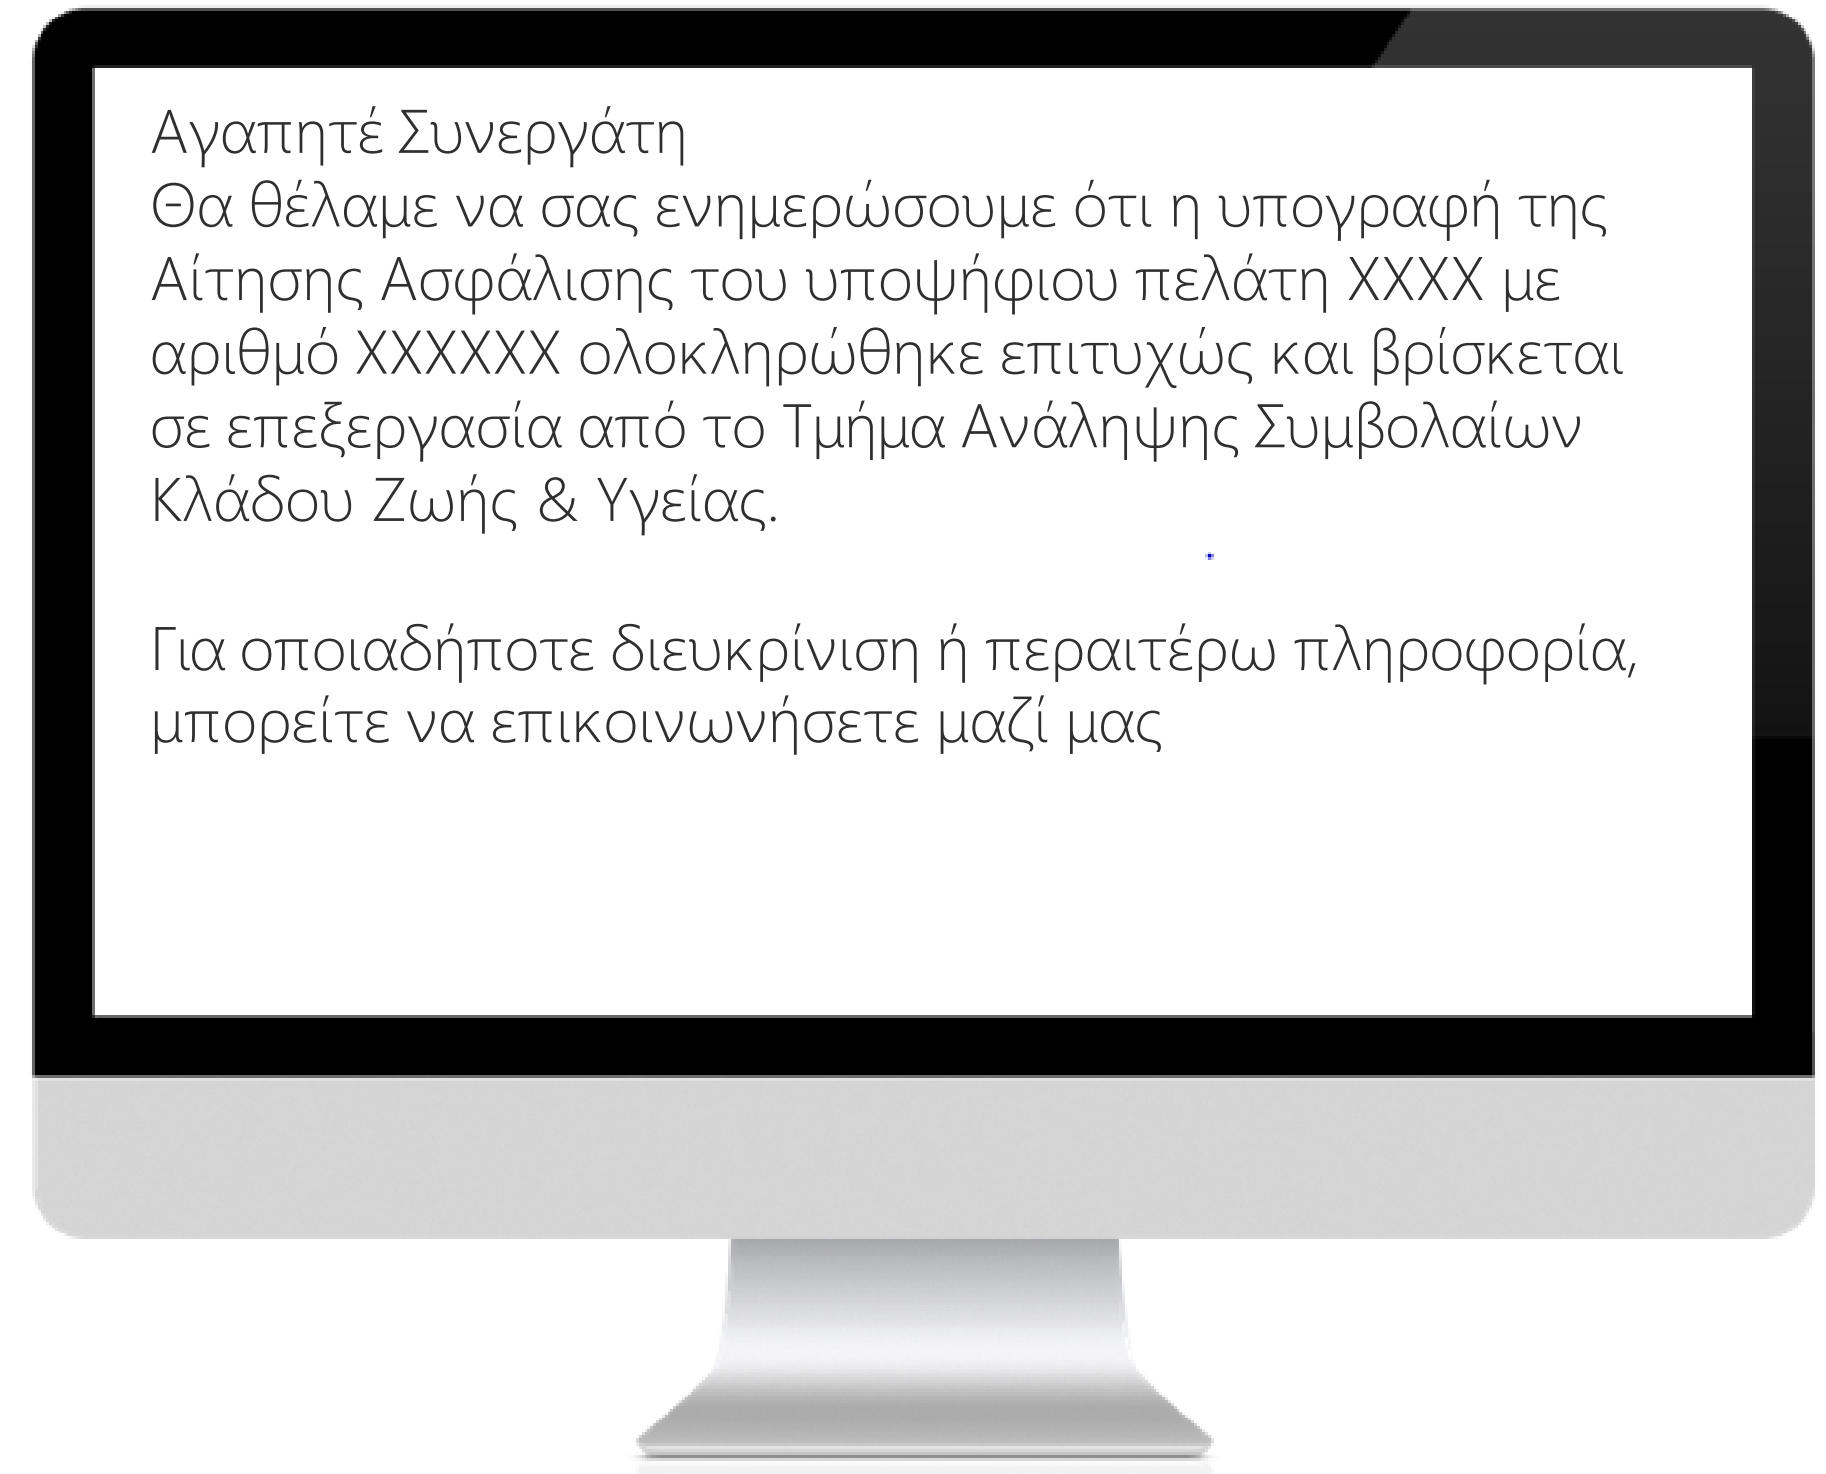 Αγαπητέ Συνεργάτη
Θα θέλαμε να σας ενημερώσουμε ότι η υπογραφή της
Αίτησης Ασφάλισης του υποψήφιου πελάτη ΧΧΧΧ με
αριθμό ΧΧΧΧΧΧ ολοκληρώθηκε επιτυχώς και βρίσκεται
σε επεξεργασία από το Τμήμα Ανάληψης Συμβολαίων
Κλάδου Ζωής & Υγείας.
Για οποιαδήποτε διευκρίνιση ή περαιτέρω πληροφορία,
μπορείτε να επικοινωνήσετε μαζί μας